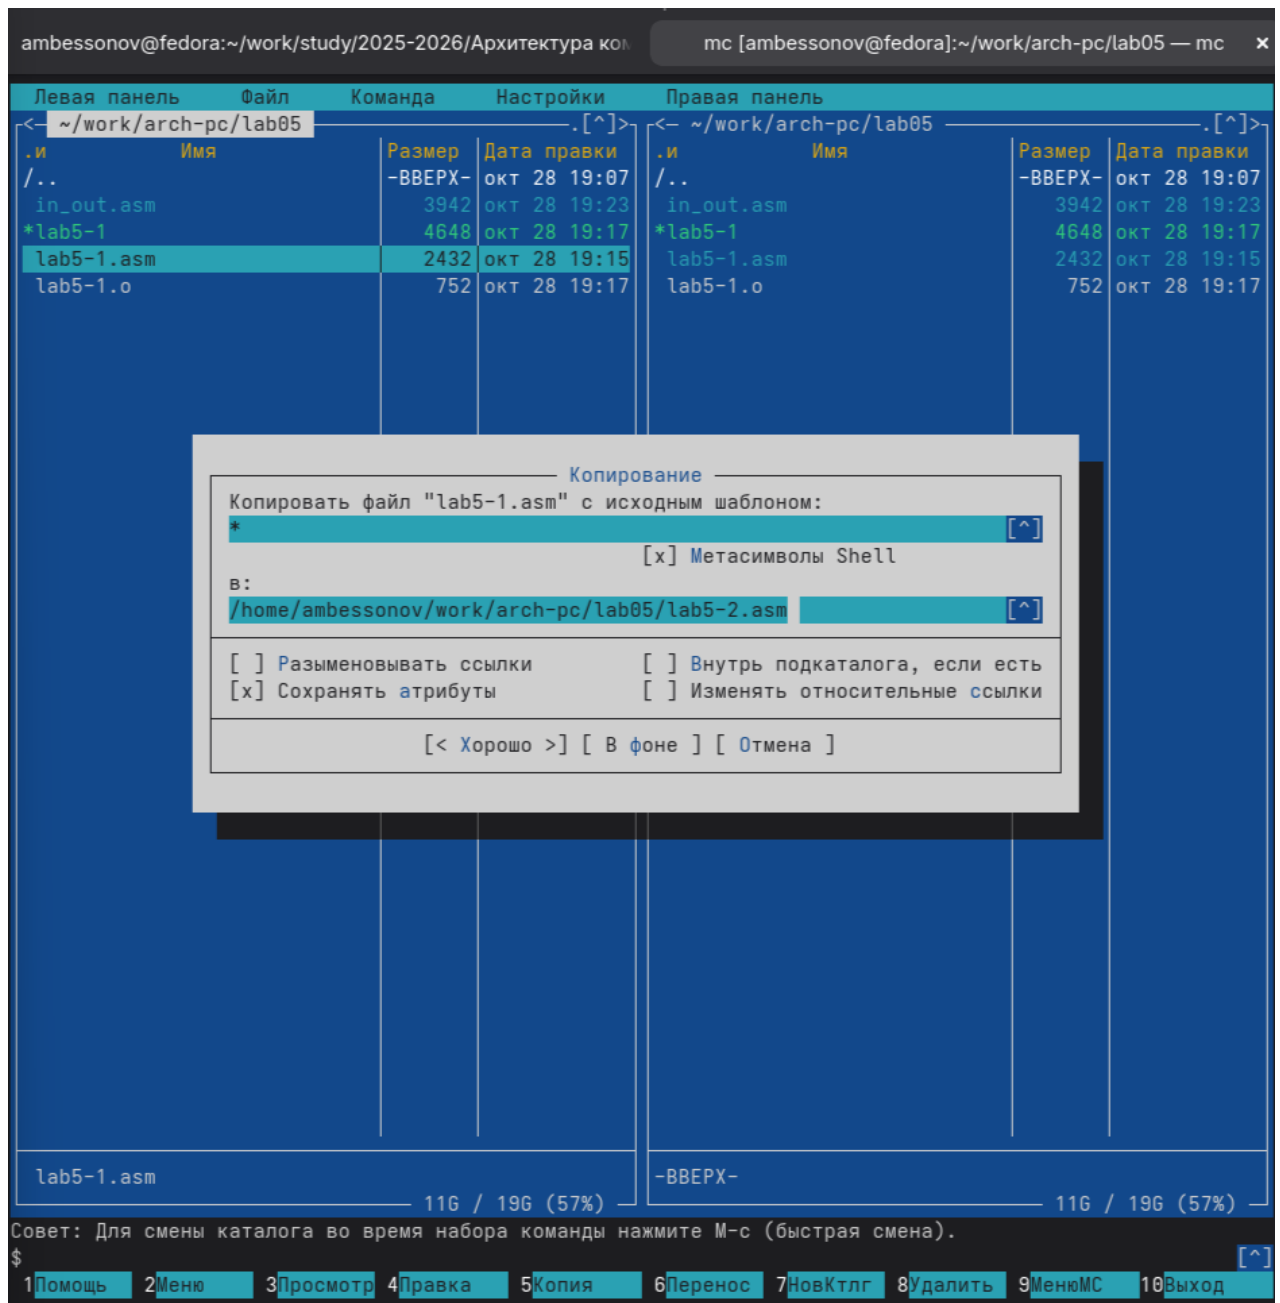 ambessonov@fedora:~/work/study/2025-2026/Архитектура ком
mc [ambessonov@fedora]:~/work/arch-pc/lab05 — mc ×
Левая панель Файл Команда Настройки Правая панель
<— ~/work/arch-pc/lab05 .[^]> <— ~/work/arch-pc/lab05 .[^]>
.и Имя Размер Дата правки .и Имя Размер Дата правки
/.. -ВВЕРХ- окт 28 19:07 /.. -ВВЕРХ- окт 28 19:07
in_out.asm 3942 окт 28 19:23 in_out.asm 3942 окт 28 19:23
*lab5-1 4648 окт 28 19:17 *lab5-1 4648 окт 28 19:17
lab5-1.asm 2432 окт 28 19:15 lab5-1.asm 2432 окт 28 19:15
lab5-1.o 752 окт 28 19:17 lab5-1.o 752 окт 28 19:17
Копирование
Копировать файл "lab5-1.asm" с исходным шаблоном:
* [^]
[x] Метасимволы Shell
в:
/home/ambessonov/work/arch-pc/lab05/lab5-2.asm [^]
[ ] Разыменовывать ссылки [ ] Внутрь подкаталога, если есть
[x] Сохранять атрибуты [ ] Изменять относительные ссылки
[< Хорошо >] [ В фоне ] [ Отмена ]
lab5-1.asm -ВВЕРХ-
11G / 19G (57%) 11G / 19G (57%)
Совет: Для смены каталога во время набора команды нажмите M-c (быстрая смена).
$ [^]
1Помощь 2Меню 3Просмотр 4Правка 5Копия 6Перенос 7НовКтлг 8Удалить 9МенюMC 10Выход